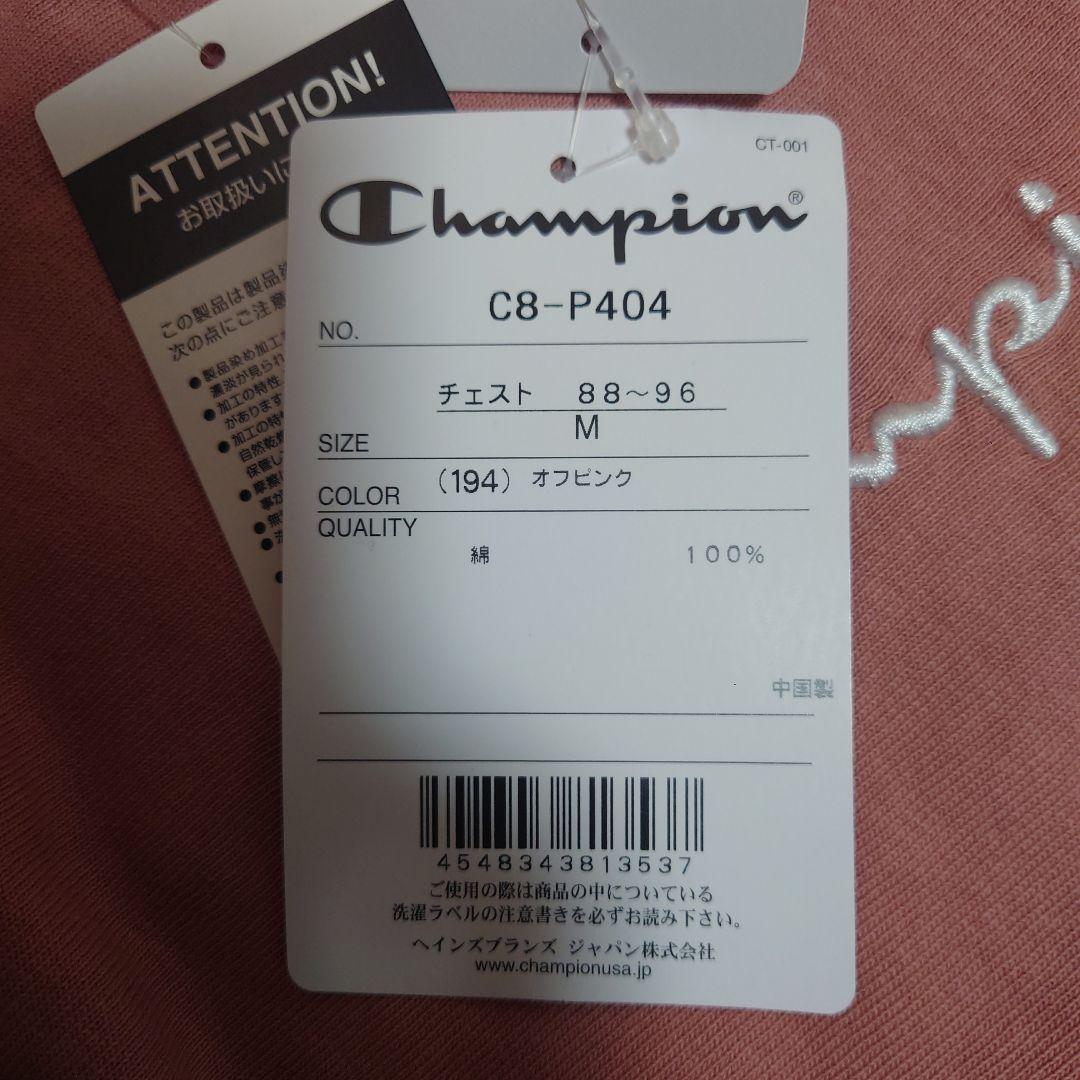 ATTENTION!
お取扱いに
この製品は製品染
次の点にご注意
● 製品染め加工
濃淡が見られ
● 加工の特性
があります
● 加工の特
自然乾燥
保管し
● 摩擦
事が
● 無
●
CT-001
Champion®
NO. C8-P404
チェスト 88～96
SIZE M
COLOR (194) オフピンク
QUALITY
綿 100%
中国製
4548343813537
ご使用の際は商品の中についている
洗濯ラベルの注意書きを必ずお読み下さい。
ヘインズブランズ ジャパン株式会社
www.championusa.jp
mpi